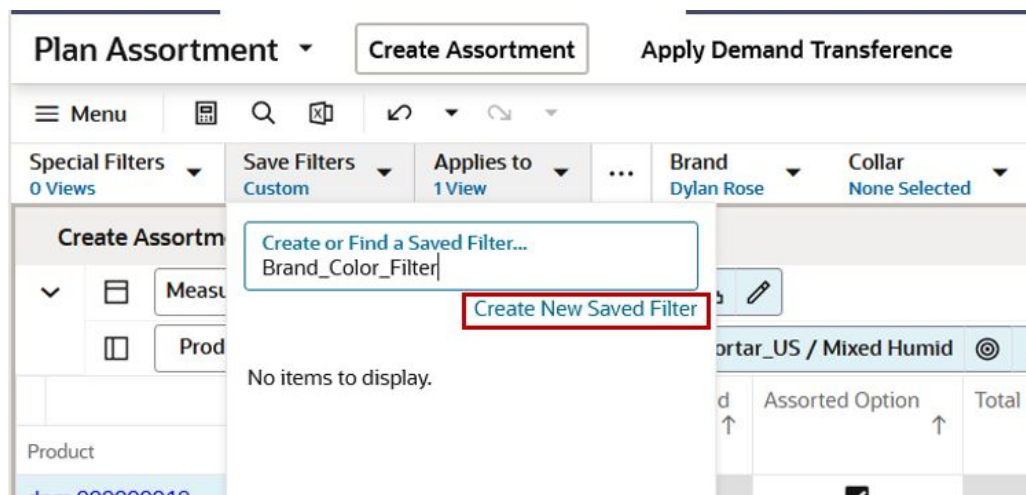 Plan Assortment Create Assortment Apply Demand Transference
Menu
Special Filters Save Filters Applies to ... Brand Collar
0 Views Custom 1 View Dylan Rose None Selected
Create Assortm
Create or Find a Saved Filter...
Brand_Color_Filter
Measu
Create New Saved Filter
Prod ortar_US / Mixed Humid
No items to display.
d Assorted Option Total
Product